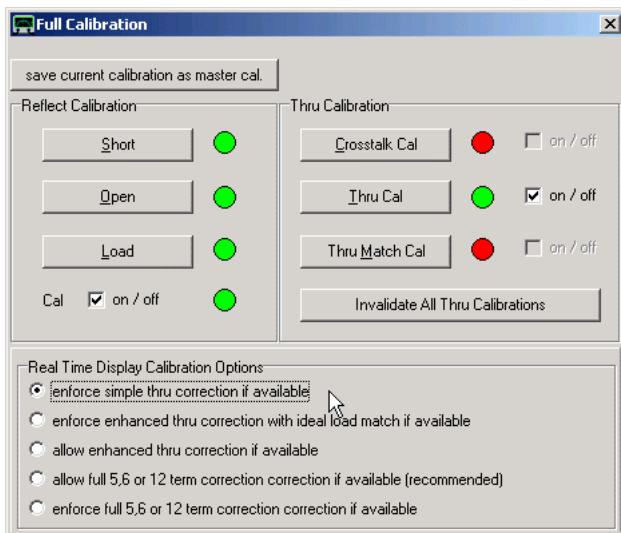 Full Calibration
save current calibration as master cal.
Reflect Calibration
Short
Open
Load
Cal on / off
Thru Calibration
Crosstalk Cal on / off
Thru Cal on / off
Thru Match Cal on / off
Invalidate All Thru Calibrations
Real Time Display Calibration Options
enforce simple thru correction if available
enforce enhanced thru correction with ideal load match if available
allow enhanced thru correction if available
allow full 5,6 or 12 term correction correction if available (recommended)
enforce full 5,6 or 12 term correction correction if available